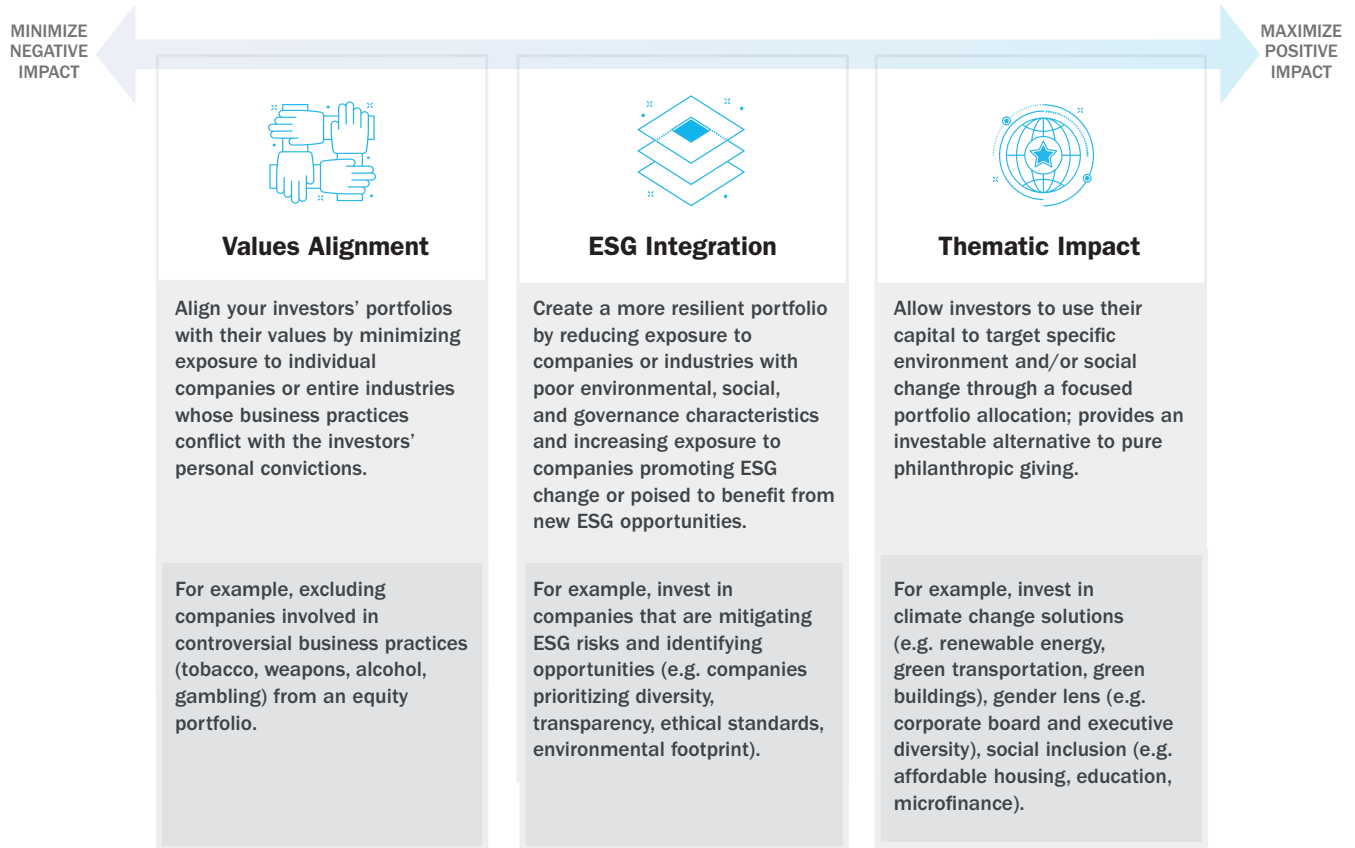 MINIMIZE
NEGATIVE
IMPACT
MAXIMIZE
POSITIVE
IMPACT
Values Alignment
Align your investors’ portfolios
with their values by minimizing
exposure to individual
companies or entire industries
whose business practices
conflict with the investors’
personal convictions.
For example, excluding
companies involved in
controversial business practices
(tobacco, weapons, alcohol,
gambling) from an equity
portfolio.
ESG Integration
Create a more resilient portfolio
by reducing exposure to
companies or industries with
poor environmental, social,
and governance characteristics
and increasing exposure to
companies promoting ESG
change or poised to benefit from
new ESG opportunities.
For example, invest in
companies that are mitigating
ESG risks and identifying
opportunities (e.g. companies
prioritizing diversity,
transparency, ethical standards,
environmental footprint).
Thematic Impact
Allow investors to use their
capital to target specific
environment and/or social
change through a focused
portfolio allocation; provides an
investable alternative to pure
philanthropic giving.
For example, invest in
climate change solutions
(e.g. renewable energy,
green transportation, green
buildings), gender lens (e.g.
corporate board and executive
diversity), social inclusion (e.g.
affordable housing, education,
microfinance).